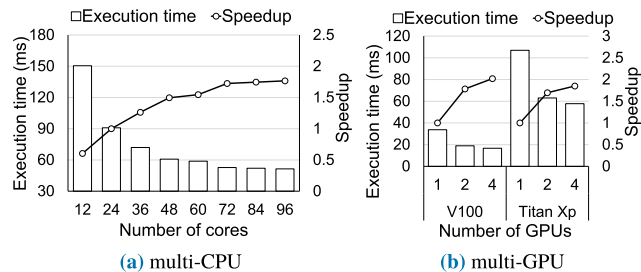 Execution time Speedup
Execution time (ms)
180
150
120
90
60
30
2.5
2
1.5
1
0.5
0
Speedup
12 24 36 48 60 72 84 96
Number of cores
(a) multi-CPU
Execution time Speedup
Execution time (ms)
120
100
80
60
40
20
0
3
2.5
2
1.5
1
0.5
0
Speedup
1 2 4 1 2 4
V100 Titan Xp
Number of GPUs
(b) multi-GPU